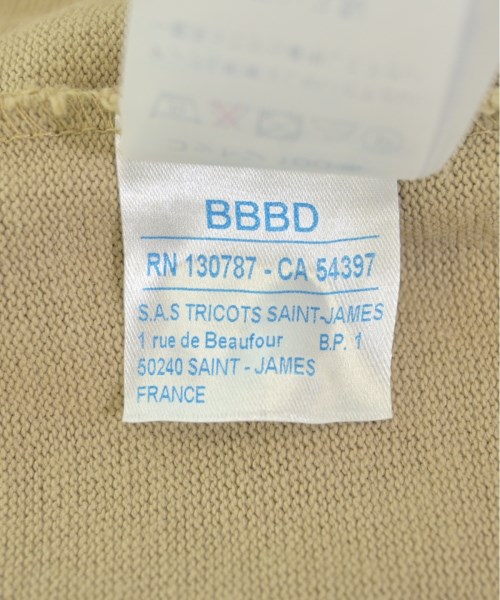 BBBD
RN 130787 - CA 54397
S.A.S TRICOTS SAINT-JAMES
1 rue de Beaufour B.P. 1
50240 SAINT - JAMES
FRANCE